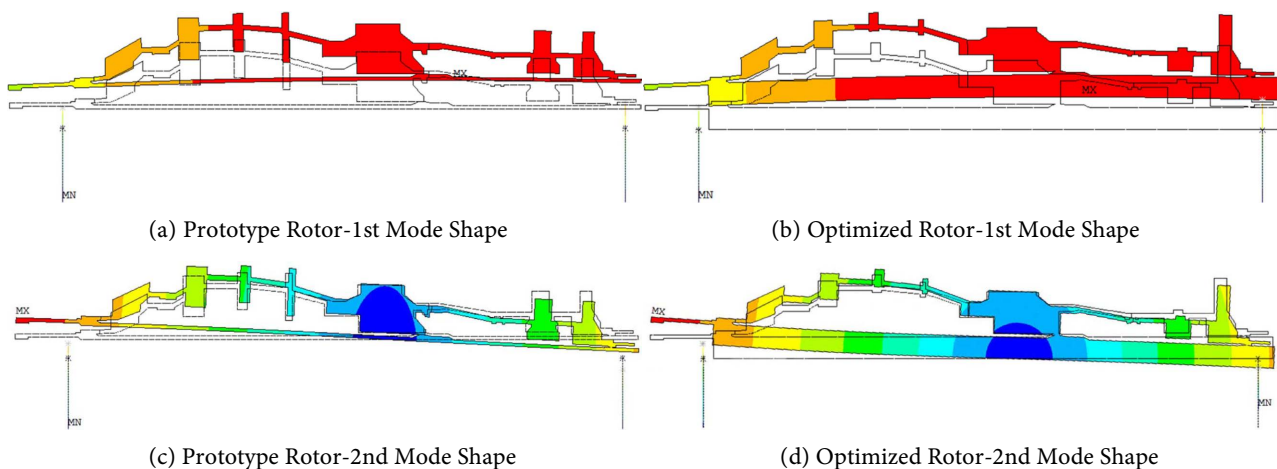 MX
MN
MX
MN
(a) Prototype Rotor-1st Mode Shape
(b) Optimized Rotor-1st Mode Shape
MX
MN
MX
MN
(c) Prototype Rotor-2nd Mode Shape
(d) Optimized Rotor-2nd Mode Shape